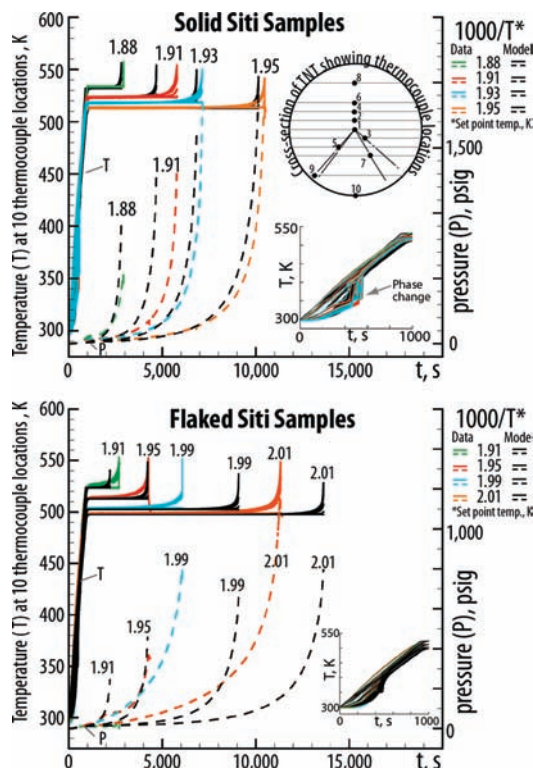 Solid Siti Samples
Temperature (T) at 10 thermocouple locations , K
600
550
500
450
400
350
300
1.88
1.91
1.93
1.95
T
1.88
1.91
P
0
5,000
10,000
15,000
t, s
Cross-section of TNT showing thermocouple locations
8
6
3
5
7
9
10
1000/T*
Data Model
1.88
1.91
1.93
1.95
*Set point temp., K
1,500
0
pressure (P), psig
T, K
550
300
Phase
change
0
t, s
1000
Flaked Siti Samples
Temperature (T) at 10 thermocouple locations , K
600
550
500
450
400
350
300
1.91
1.95
1.99
1.99
2.01
2.01
T
1.99
2.01
2.01
1.99
1.95
1.91
P
0
5,000
10,000
15,000
t, s
1000/T*
Data Model
1.91
1.95
1.99
2.01
*Set point temp., K
1,000
0
pressure (P), psig
T, K
550
300
0
t, s
1000